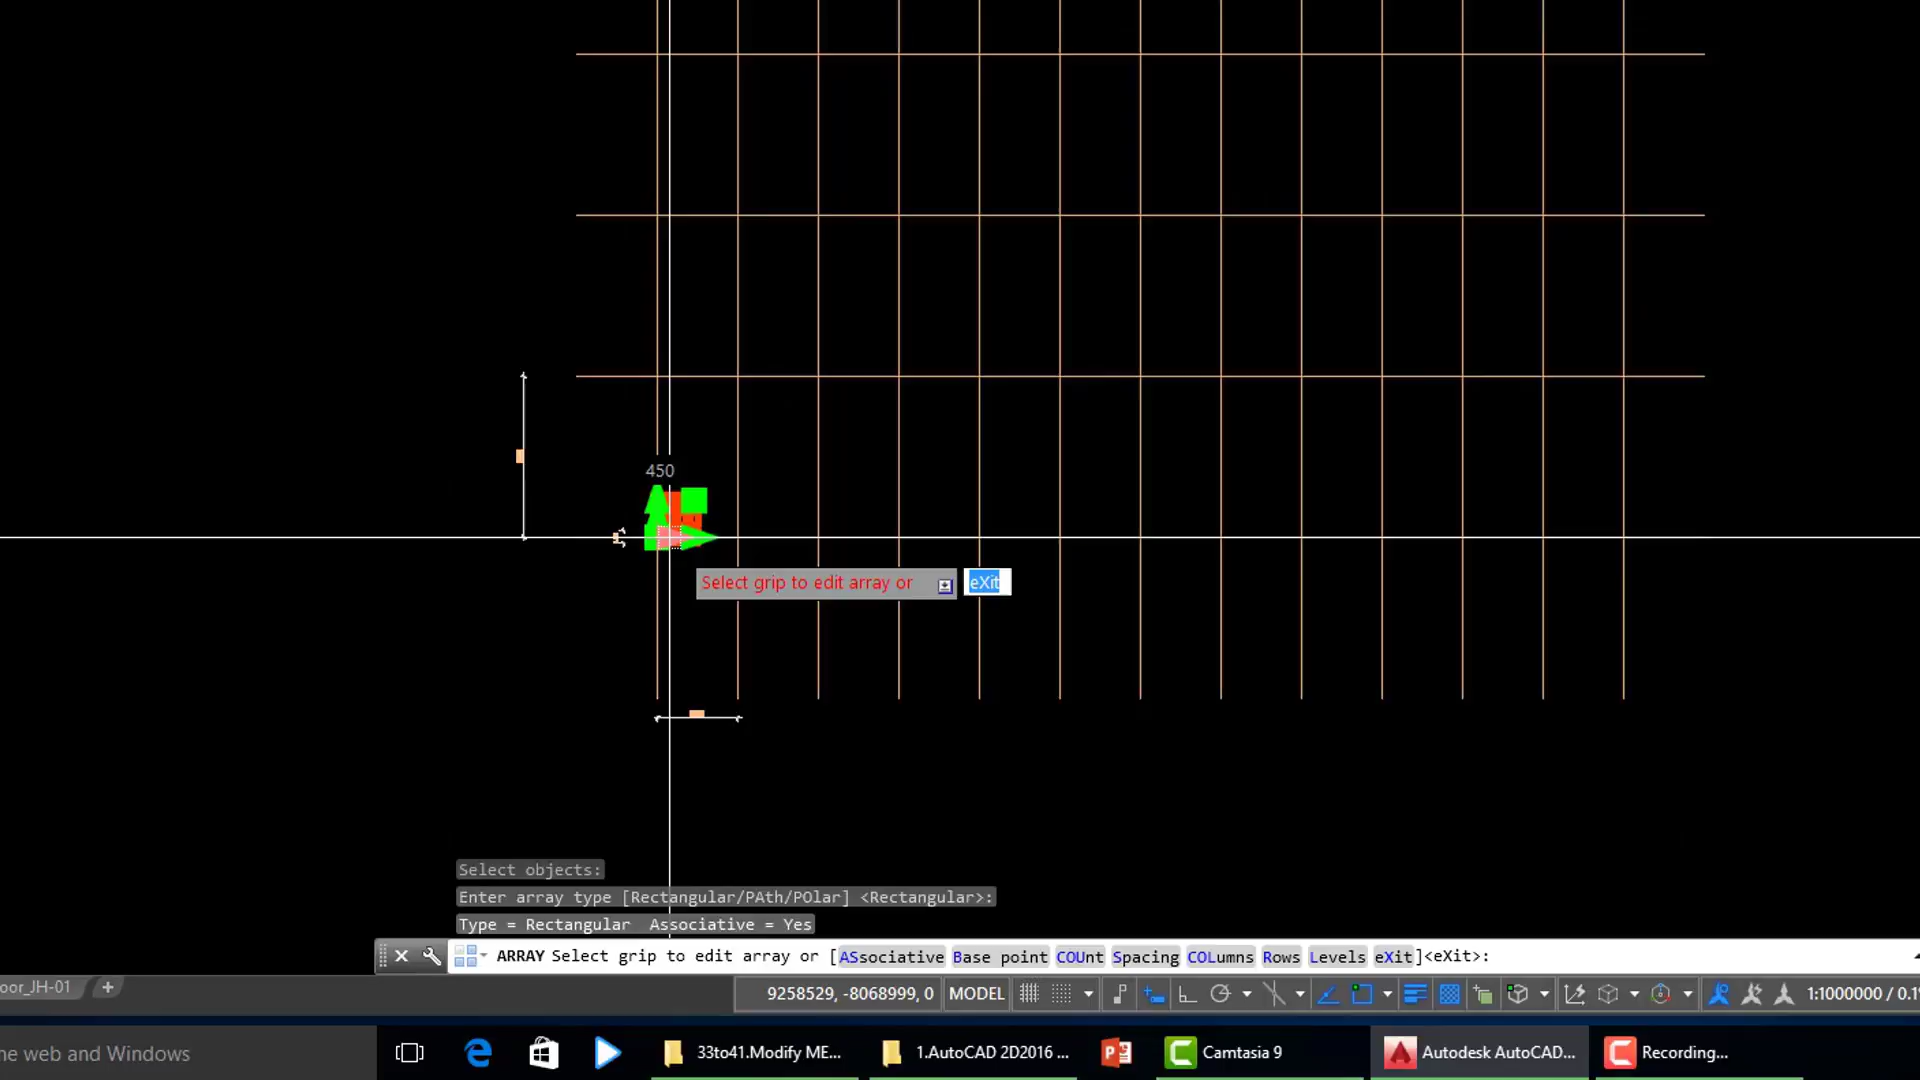 450
Select grip to edit array or eXit
Select objects:
Enter array type [Rectangular/PAth/POlar] <Rectangular>:
Type = Rectangular  Associative = Yes
ARRAY Select grip to edit array or [ASsociative Base point COUnt Spacing COLumns Rows Levels eXit]<eXit>:
oor_JH-01 +
9258529, -8068999, 0 MODEL 1:1000000 / 0.1
ne web and Windows 33to41.Modify ME... 1.AutoCAD 2D2016 ... Camtasia 9 Autodesk AutoCAD... Recording...